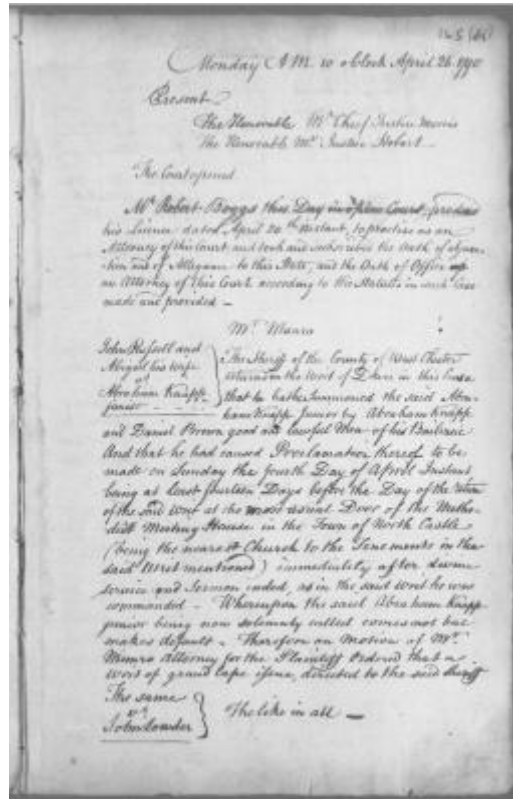 Monday A M. 10 o Clock April 26. 1790
Present
The Honorable Mr. Chief Justice Morris
The Honorable Mr. Justice Hobart
The Court opened
Mr. Robert Boggs this Day in open Court produced
his Licence dated April 24th Instant, to practise as an
Attorney of this Court and took and subscribed the Oath of abjura-
tion and of Allegiance to this State, and the Oath of Office
an Attorney of this Court according to the Statutes in such Case
made and provided -
Mr. Munro
John and
Abigail his wife
vs
Abraham Knapp
junior
The Sheriff of the County of West Chester
returns on the Writ of Dower in this Cause
that he hath Summoned the said Abra-
ham Knapp Junior by Abraham Knapp
and Daniel Brown good and lawful Men of his Bailiwic
And that he had caused Proclamation thereof to be
made on Sunday the fourth Day of April Instant
being at least fourteen Days before the Day of the return
of the said Writ at the most usual Door of the Metho-
dist Meeting House in the Town of North Castle
(being the nearest Church to the Tenements in the
said Writ mentioned) immediately after divine
service and Sermon ended, as in the said Writ he was
commanded - Whereupon the said Abraham Knapp
junior being now solemnly called comes not but
makes default - Therefore on Motion of Mr.
Munro Attorney for the Plaintiff Ordered that a
Writ of grand Cape issue, directed to the said Sheriff
The same
vs
John Lowder
The like in all -